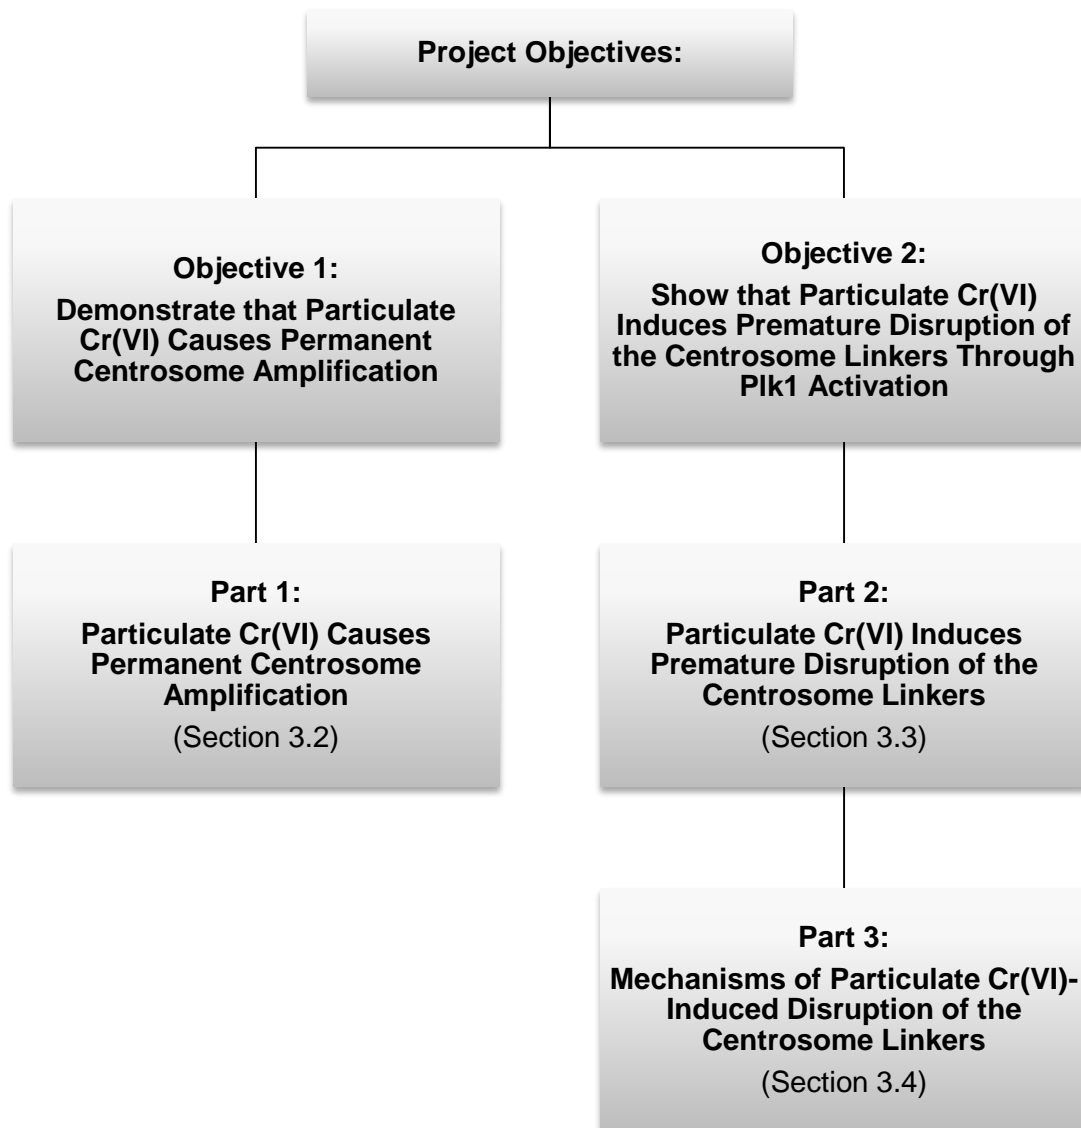 Project Objectives:
Objective 1:
Demonstrate that Particulate
Cr(VI) Causes Permanent
Centrosome Amplification
Objective 2:
Show that Particulate Cr(VI)
Induces Premature Disruption of
the Centrosome Linkers Through
Plk1 Activation
Part 1:
Particulate Cr(VI) Causes
Permanent Centrosome
Amplification
(Section 3.2)
Part 2:
Particulate Cr(VI) Induces
Premature Disruption of the
Centrosome Linkers
(Section 3.3)
Part 3:
Mechanisms of Particulate Cr(VI)-
Induced Disruption of the
Centrosome Linkers
(Section 3.4)